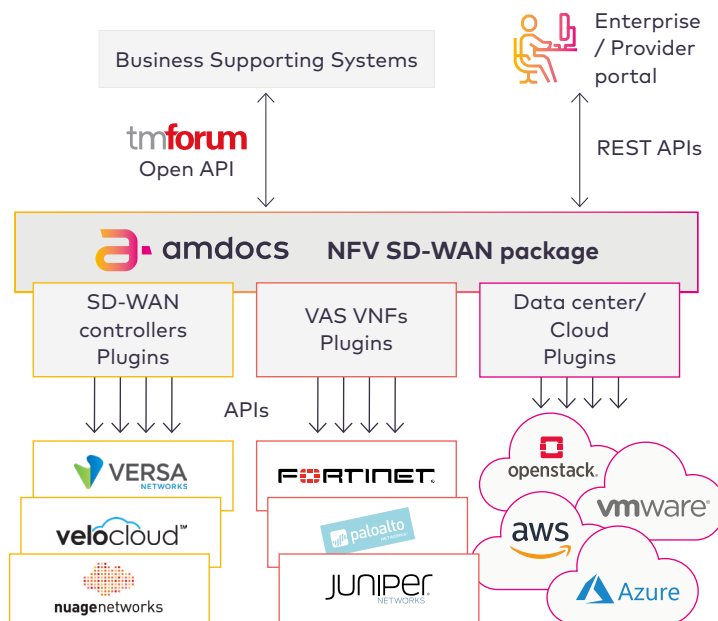 Business Supporting Systems
Enterprise
/ Provider
portal
tmforum
Open API
REST APIs
amdocs NFV SD-WAN package
SD-WAN
controllers
Plugins
VAS VNFs
Plugins
Data center/
Cloud
Plugins
APIs
VERSA
NETWORKS
velocloud™
nuagenetworks
FORTINET®
paloalto
NETWORKS
JUNIPER
NETWORKS
openstack®
vmware®
aws
Azure